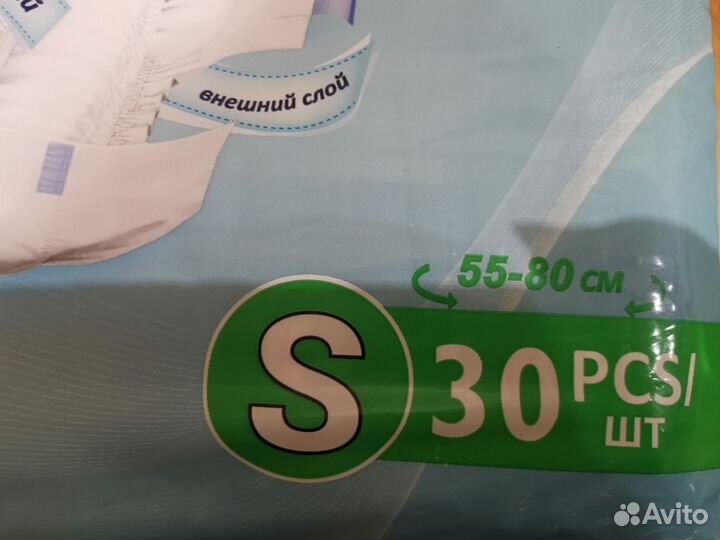 внешний слой
55-80 см
S
30 PCS/
ШТ
Avito